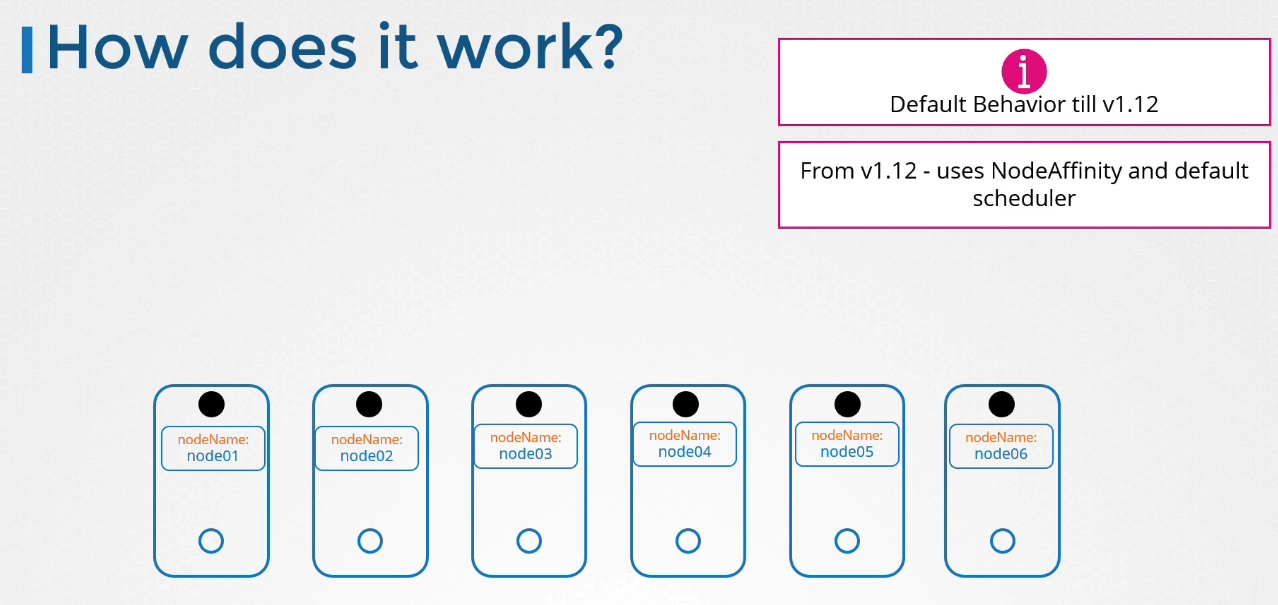 How does it work?
i
Default Behavior till v1.12
From v1.12 - uses NodeAffinity and default
scheduler
nodeName:
node01
nodeName:
node02
nodeName:
node03
nodeName:
node04
nodeName:
node05
nodeName:
node06